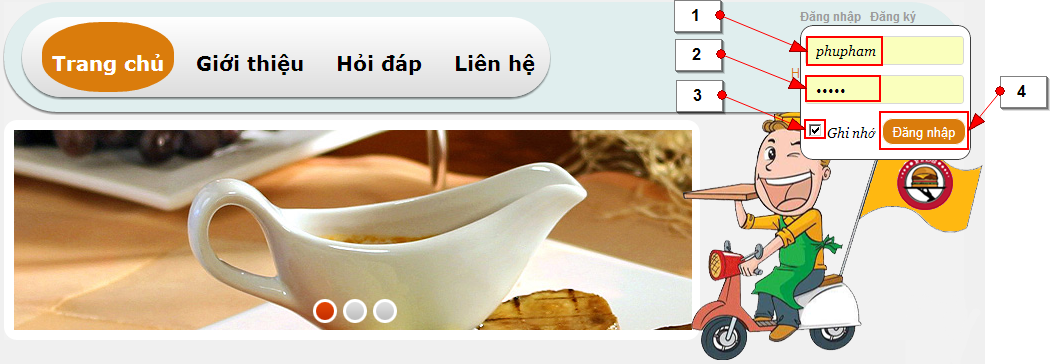 1
Đăng nhập Đăng ký
Trang chủ Giới thiệu Hỏi đáp Liên hệ
phupham
2
•••••
3
4
Ghi nhớ
Đăng nhập